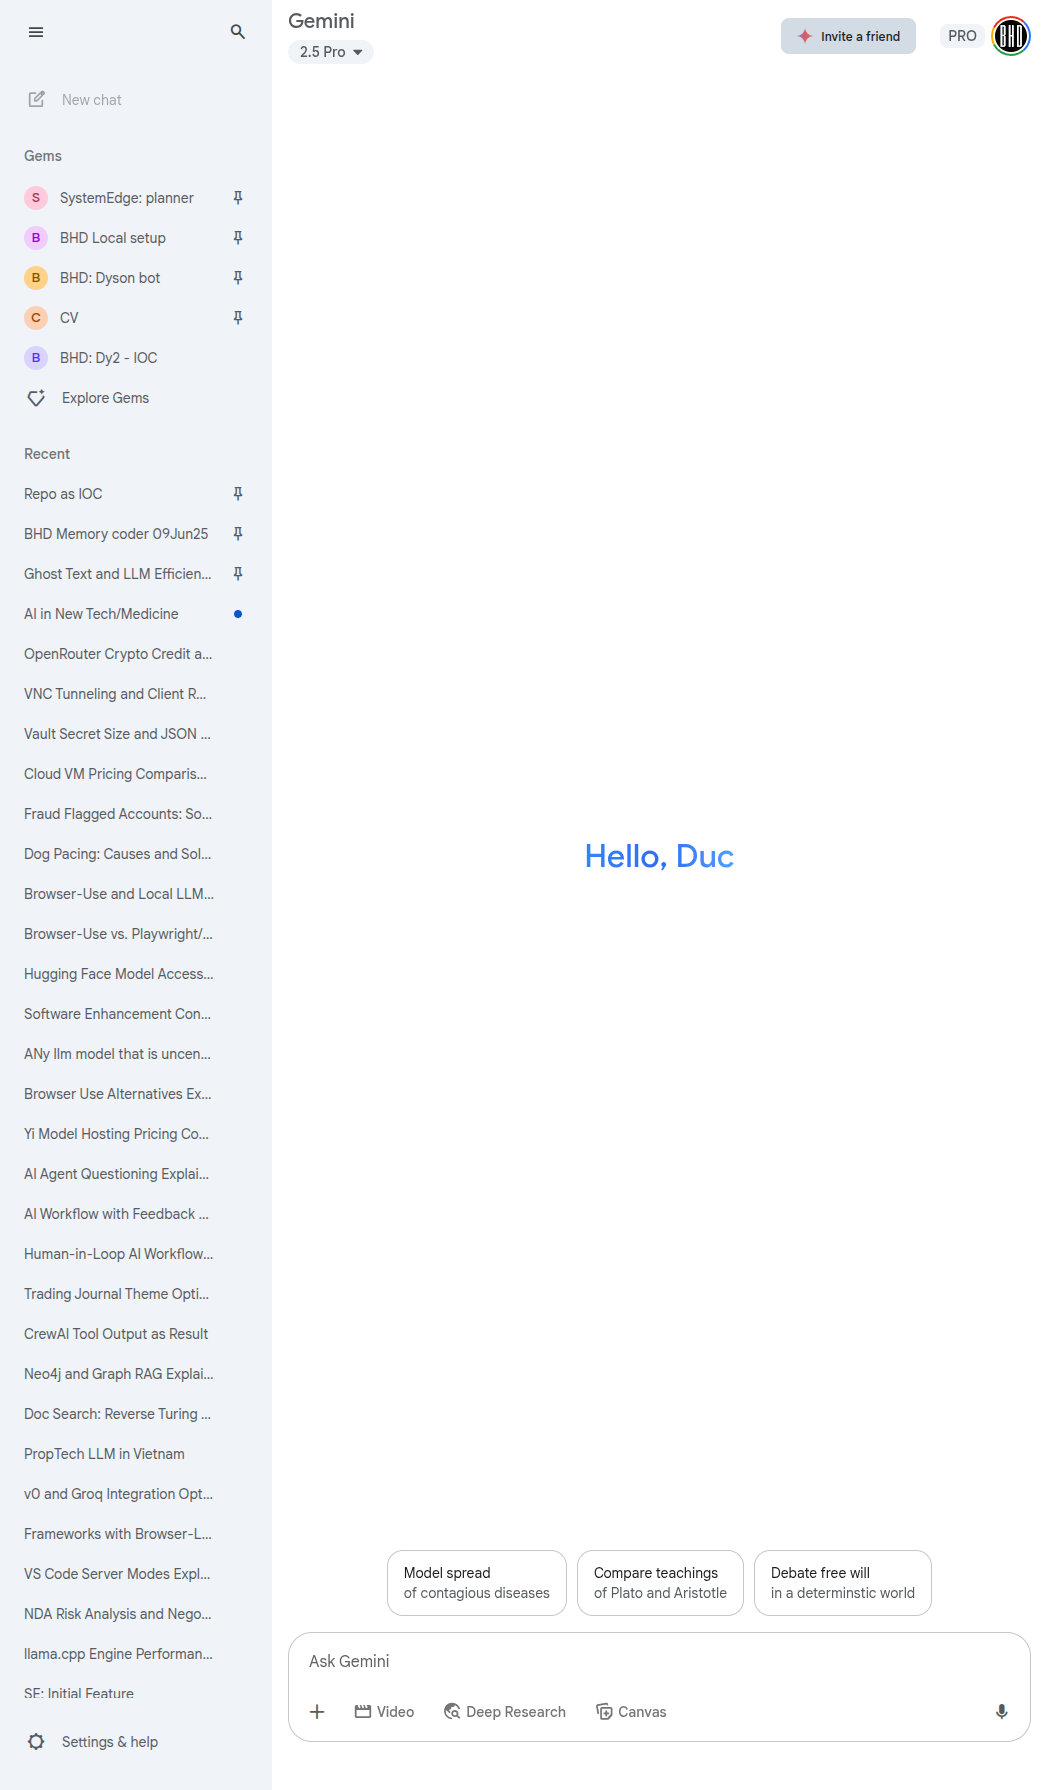 Gemini
2.5 Pro
Invite a friend
PRO
BHD
New chat
Gems
S
SystemEdge: planner
B
BHD Local setup
B
BHD: Dyson bot
C
CV
B
BHD: Dy2 - IOC
Explore Gems
Recent
Repo as IOC
BHD Memory coder 09Jun25
Ghost Text and LLM Efficien...
AI in New Tech/Medicine
OpenRouter Crypto Credit a...
VNC Tunneling and Client R...
Vault Secret Size and JSON ...
Cloud VM Pricing Comparis...
Fraud Flagged Accounts: So...
Dog Pacing: Causes and Sol...
Browser-Use and Local LLM...
Browser-Use vs. Playwright/...
Hugging Face Model Access...
Software Enhancement Con...
ANy llm model that is uncen...
Browser Use Alternatives Ex...
Yi Model Hosting Pricing Co...
AI Agent Questioning Explai...
AI Workflow with Feedback ...
Human-in-Loop AI Workflow...
Trading Journal Theme Opti...
CrewAI Tool Output as Result
Neo4j and Graph RAG Explai...
Doc Search: Reverse Turing ...
PropTech LLM in Vietnam
v0 and Groq Integration Opt...
Frameworks with Browser-L...
VS Code Server Modes Expl...
NDA Risk Analysis and Nego...
llama.cpp Engine Performan...
SE: Initial Feature
Settings & help
Hello, Duc
Model spread
of contagious diseases
Compare teachings
of Plato and Aristotle
Debate free will
in a determinstic world
Ask Gemini
Video
Deep Research
Canvas